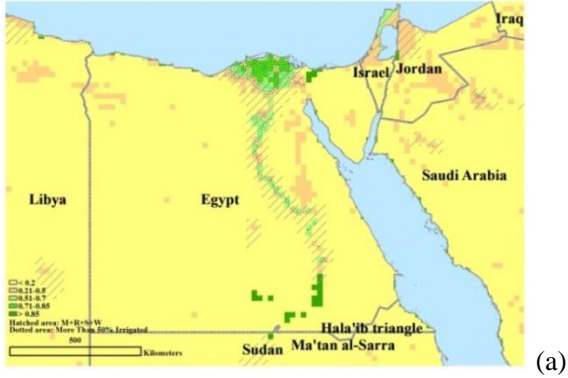 Iraq
Israel Jordan
Saudi Arabia
Libya
Egypt
< 0.2
0.21-0.5
0.51-0.7
0.71-0.85
> 0.85
Hatched area: M+R+S+W
Dotted area: More Than 50% Irrigated
500
Kilometers
Hala'ib triangle
Sudan Ma'tan al-Sarra
(a)